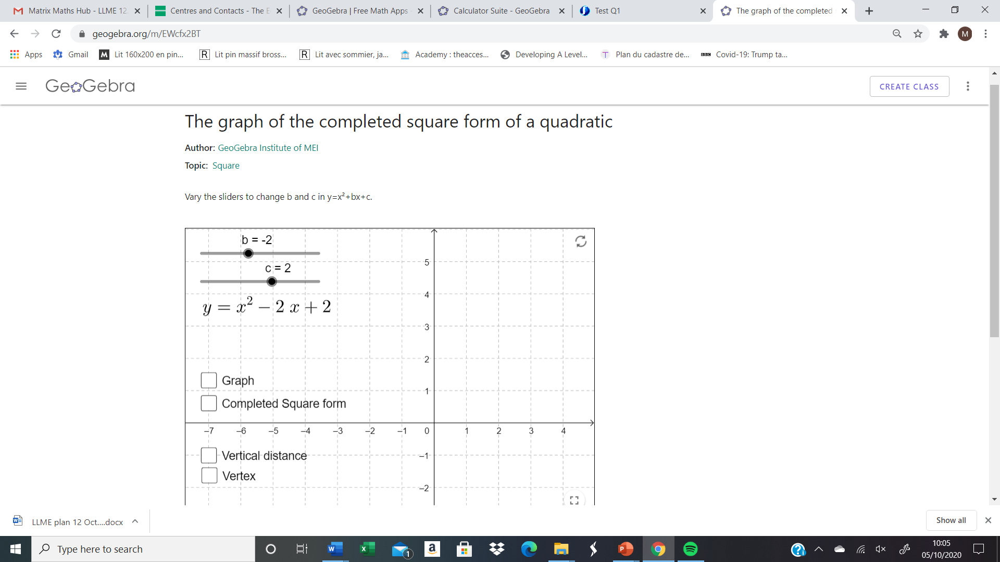 Matrix Maths Hub - LLME 12
Centres and Contacts - The E
GeoGebra | Free Math Apps
Calculator Suite - GeoGebra
Test Q1
The graph of the completed
geogebra.org/m/EWcfx2BT
M
Apps
Gmail
M Lit 160x200 en pin...
R Lit pin massif bross...
R Lit avec sommier, ja...
Academy : theacces...
Developing A Level...
T Plan du cadastre de...
BBC Covid-19: Trump ta...
GeoGebra
CREATE CLASS
The graph of the completed square form of a quadratic
Author: GeoGebra Institute of MEI
Topic: Square
Vary the sliders to change b and c in y=x²+bx+c.
b = -2
c = 2
y = x² − 2 x + 2
5
4
3
2
Graph
1
Completed Square form
–7 –6 –5 –4 –3 –2 –1 0 1 2 3 4
Vertical distance
–1
Vertex
–2
LLME plan 12 Oct....docx
Show all
Type here to search
1
10:05
05/10/2020